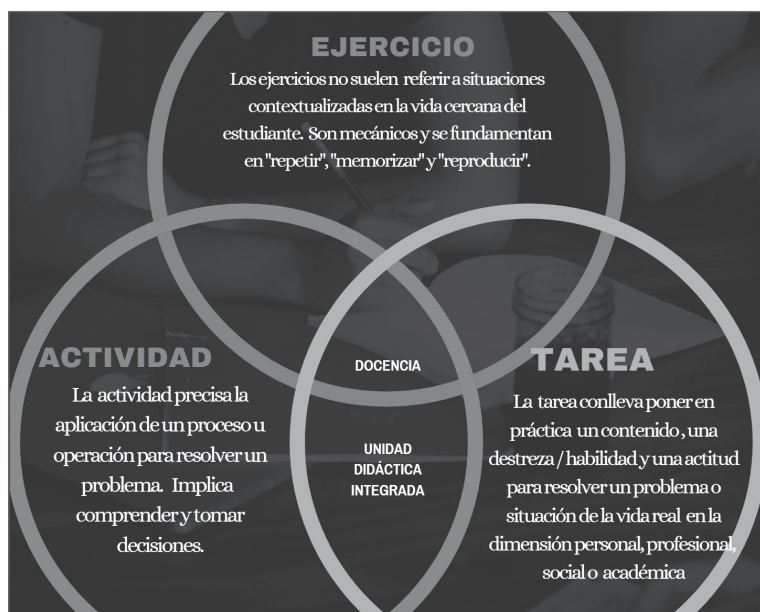 EJERCICIO
Los ejercicios no suelen referir a situaciones
contextualizadas en la vida cercana del
estudiante. Son mecánicos y se fundamentan
en "repetir", "memorizar" y "reproducir".
ACTIVIDAD
La actividad precisa la
aplicación de un proceso u
operación para resolver un
problema. Implica
comprender y tomar
decisiones.
DOCENCIA
UNIDAD
DIDÁCTICA
INTEGRADA
TAREA
La tarea conlleva poner en
práctica un contenido, una
destreza / habilidad y una actitud
para resolver un problema o
situación de la vida real en la
dimensión personal, profesional,
social o académica